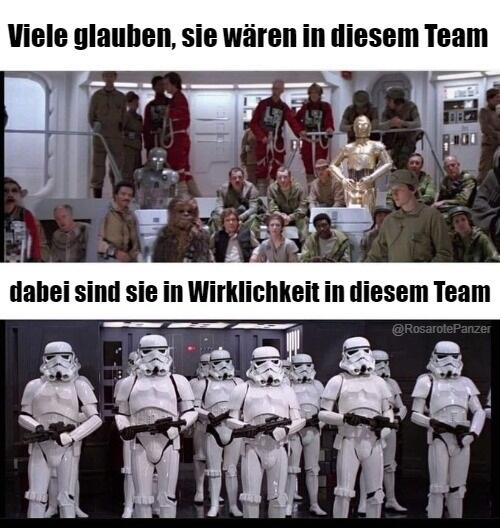 Viele glauben, sie wären in diesem Team
dabei sind sie in Wirklichkeit in diesem Team
@RosarotePanzer